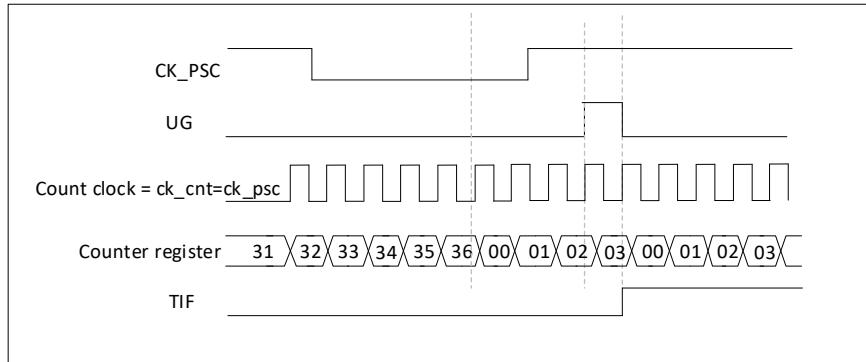 CK_PSC
UG
Count clock = ck_cnt=ck_psc
Counter register 31 32 33 34 35 36 00 01 02 03 00 01 02 03
TIF